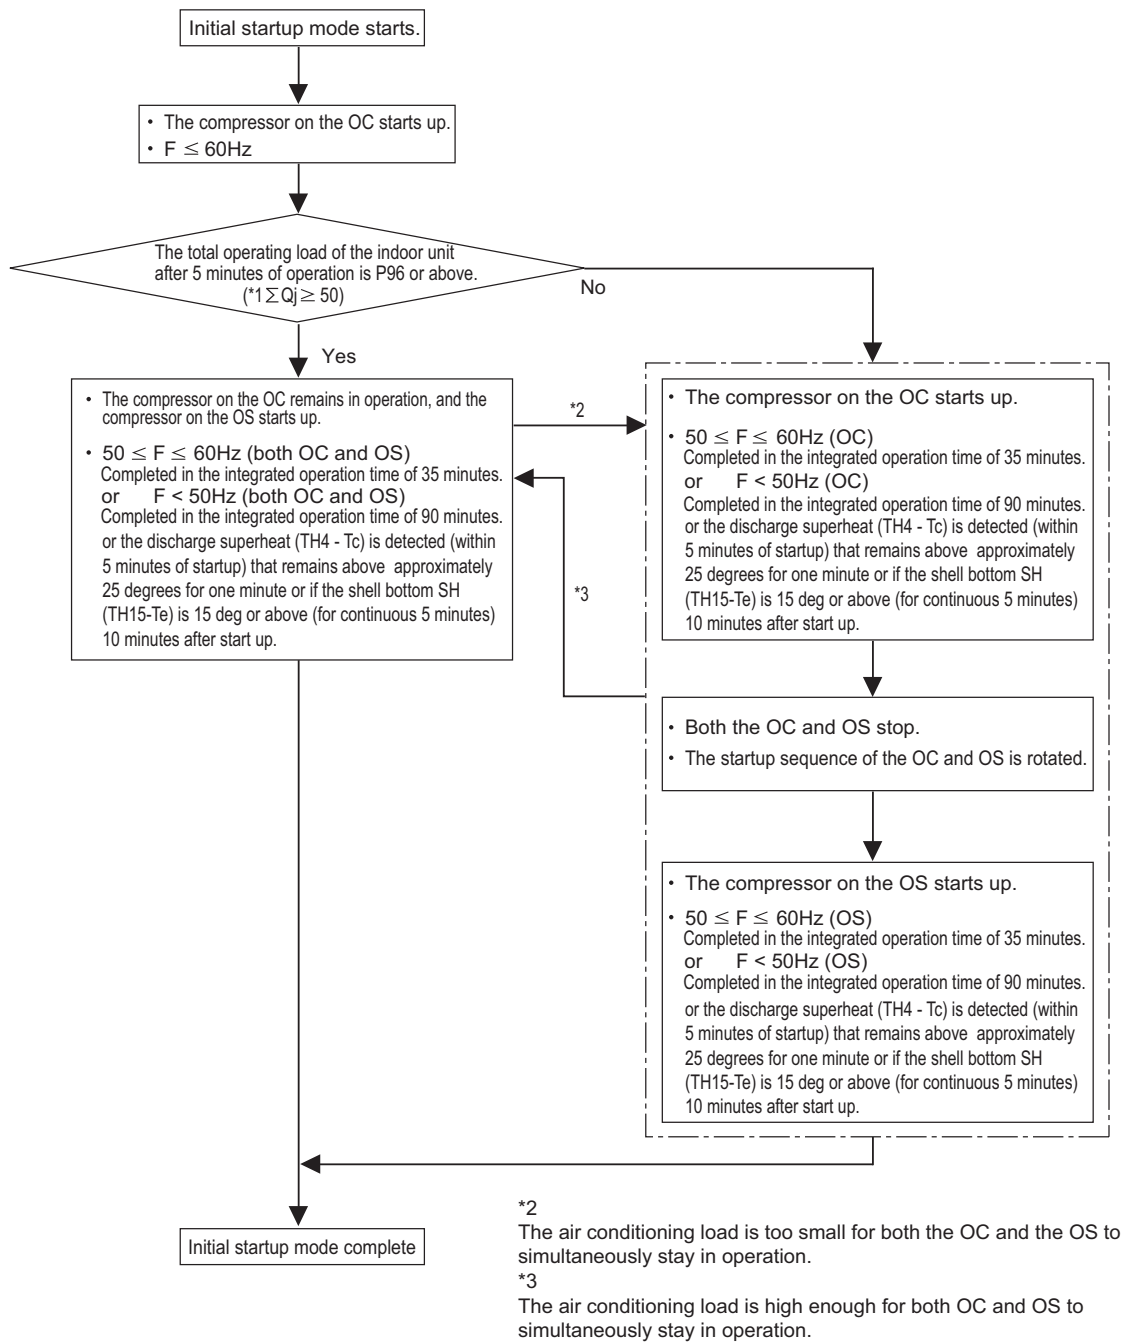 Initial startup mode starts.
・ The compressor on the OC starts up.
・ F ≤ 60Hz
The total operating load of the indoor unit
after 5 minutes of operation is P96 or above.
(*1∑Qj ≥ 50)
No
Yes
・ The compressor on the OC remains in operation, and the
compressor on the OS starts up.
・ 50 ≤ F ≤ 60Hz (both OC and OS)
Completed in the integrated operation time of 35 minutes.
or F < 50Hz (both OC and OS)
Completed in the integrated operation time of 90 minutes.
or the discharge superheat (TH4 - Tc) is detected (within
5 minutes of startup) that remains above approximately
25 degrees for one minute or if the shell bottom SH
(TH15-Te) is 15 deg or above (for continuous 5 minutes)
10 minutes after start up.
*2
*3
・ The compressor on the OC starts up.
・ 50 ≤ F ≤ 60Hz (OC)
Completed in the integrated operation time of 35 minutes.
or F < 50Hz (OC)
Completed in the integrated operation time of 90 minutes.
or the discharge superheat (TH4 - Tc) is detected (within
5 minutes of startup) that remains above approximately
25 degrees for one minute or if the shell bottom SH
(TH15-Te) is 15 deg or above (for continuous 5 minutes)
10 minutes after start up.
・ Both the OC and OS stop.
・ The startup sequence of the OC and OS is rotated.
・ The compressor on the OS starts up.
・ 50 ≤ F ≤ 60Hz (OS)
Completed in the integrated operation time of 35 minutes.
or F < 50Hz (OS)
Completed in the integrated operation time of 90 minutes.
or the discharge superheat (TH4 - Tc) is detected (within
5 minutes of startup) that remains above approximately
25 degrees for one minute or if the shell bottom SH
(TH15-Te) is 15 deg or above (for continuous 5 minutes)
10 minutes after start up.
Initial startup mode complete
*2
The air conditioning load is too small for both the OC and the OS to
simultaneously stay in operation.
*3
The air conditioning load is high enough for both OC and OS to
simultaneously stay in operation.